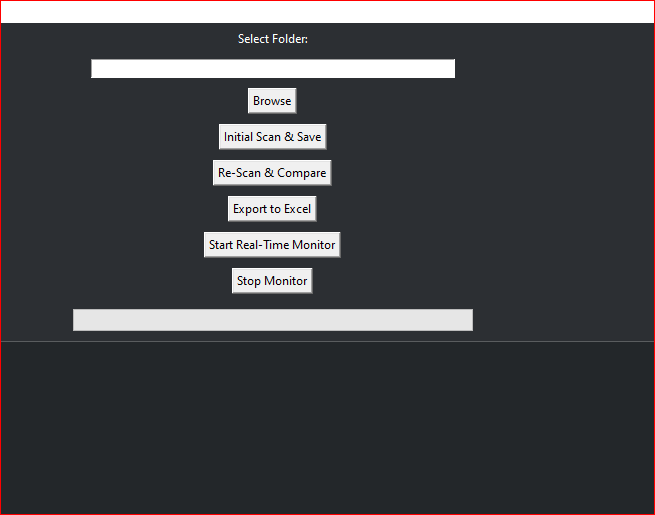 Select Folder:
Browse
Initial Scan & Save
Re-Scan & Compare
Export to Excel
Start Real-Time Monitor
Stop Monitor